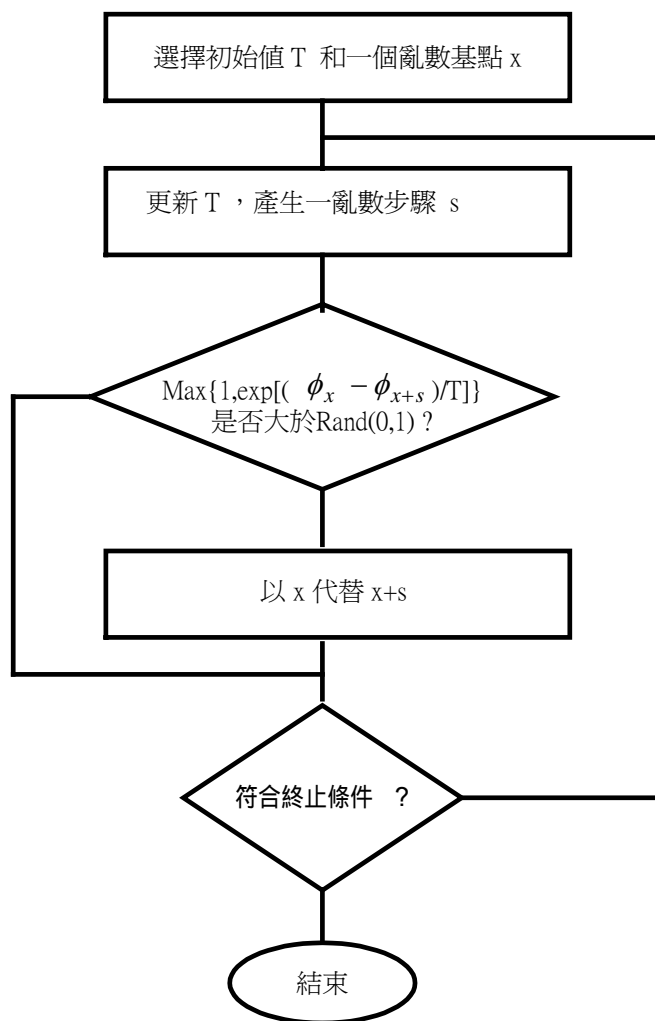 選擇初始值 T 和一個亂數基點 x
更新 T ，產生一亂數步驟 s
Max{1,exp[( ϕx − ϕx+s )/T]}
是否大於Rand(0,1)？
以 x 代替 x+s
符合終止條件 ？
結束